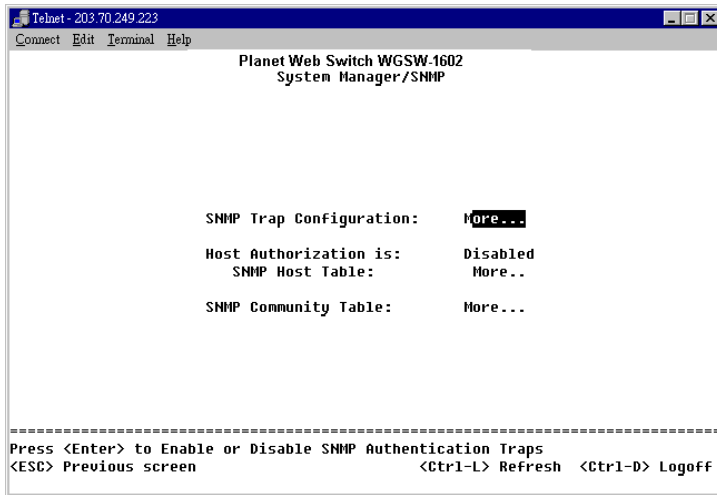 Telnet - 203.70.249.223
Connect Edit Terminal Help
Planet Web Switch WGSW-1602
System Manager/SNMP
SNMP Trap Configuration: More...
Host Authorization is: Disabled
SNMP Host Table: More..
SNMP Community Table: More...
================================================================================
Press <Enter> to Enable or Disable SNMP Authentication Traps
<ESC> Previous screen <Ctrl-L> Refresh <Ctrl-D> Logoff